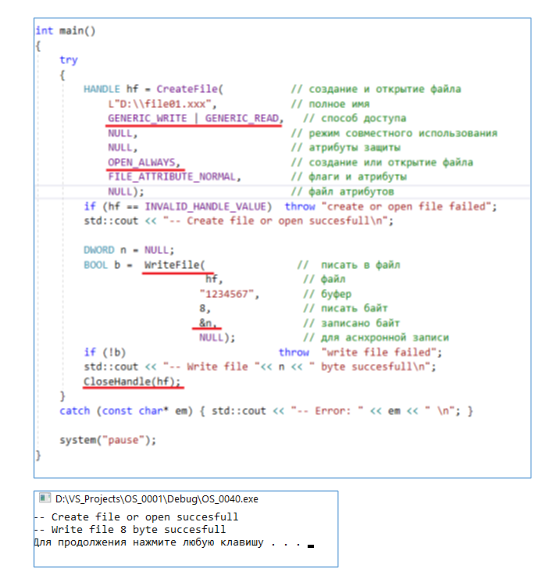 int main()
{
try
{
HANDLE hf = CreateFile( // создание и открытие файла
L"D:\\file01.xxx", // полное имя
GENERIC_WRITE | GENERIC_READ, // способ доступа
NULL, // режим совместного использования
NULL, // атрибуты защиты
OPEN_ALWAYS, // создание или открытие файла
FILE_ATTRIBUTE_NORMAL, // флаги и атрибуты
NULL); // файл атрибутов
if (hf == INVALID_HANDLE_VALUE) throw "create or open file failed";
std::cout << "-- Create file or open succesfull\n";
DWORD n = NULL;
BOOL b = WriteFile( // писать в файл
hf, // файл
"1234567", // буфер
8, // писать байт
&n, // записано байт
NULL); // для аснхронной записи
if (!b) throw "write file failed";
std::cout << "-- Write file "<< n << " byte succesfull\n";
CloseHandle(hf);
}
catch (const char* em) { std::cout << "-- Error: " << em << " \n"; }
system("pause");
}
D:\VS_Projects\OS_0001\Debug\OS_0040.exe
-- Create file or open succesfull
-- Write file 8 byte succesfull
Для продолжения нажмите любую клавишу . . .